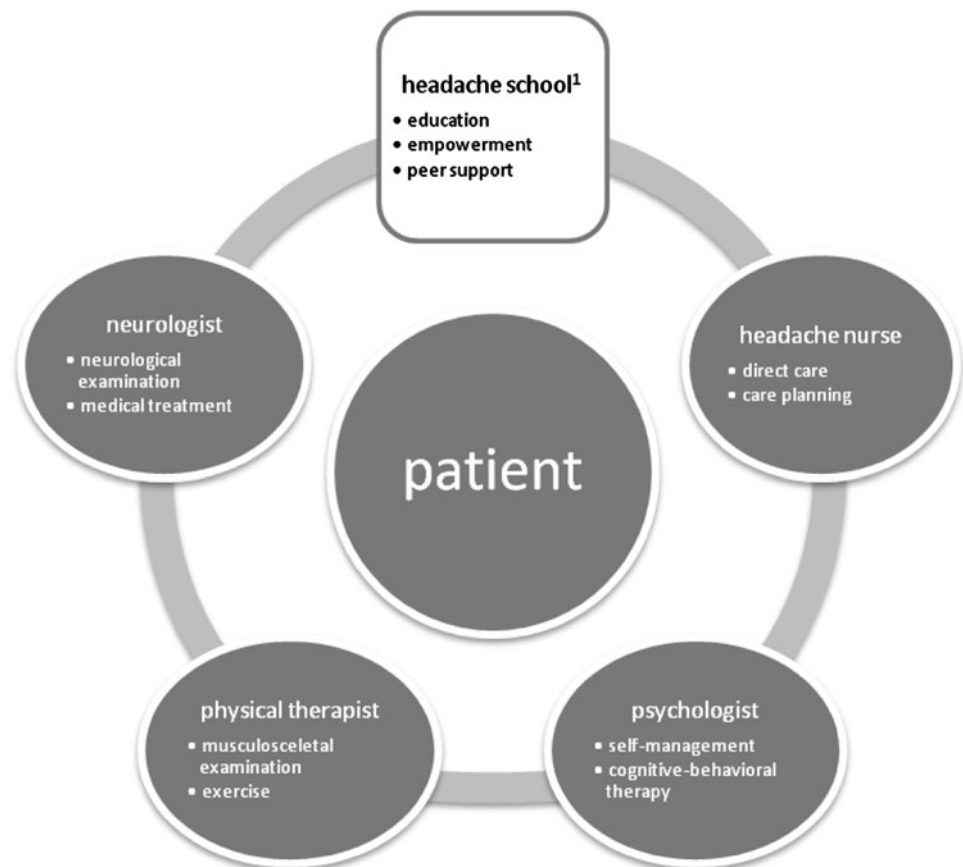 headache school¹
• education
• empowerment
• peer support
neurologist
▪ neurological
examination
▪ medical treatment
headache nurse
▪ direct care
▪ care planning
patient
physical therapist
▪ musculosceletal
examination
▪ exercise
psychologist
▪ self-management
▪ cognitive-behavioral
therapy